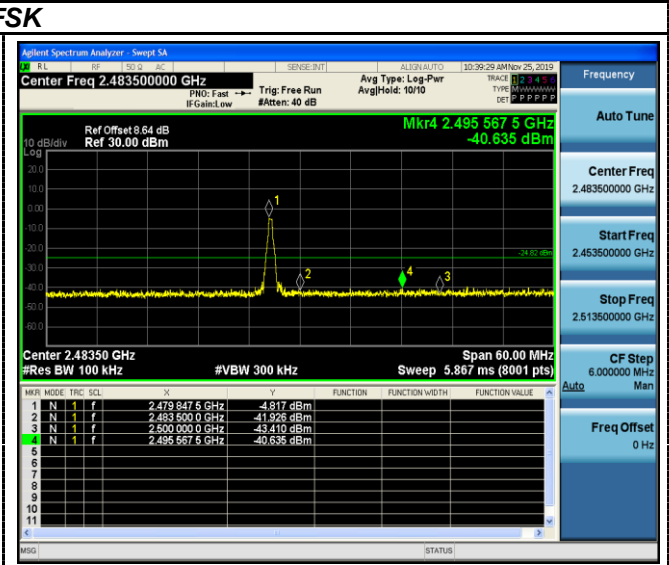 FSK
Agilent Spectrum Analyzer - Swept SA
RL RF 50 Ω AC SENSE:INT ALIGN AUTO 10:39:29 AM Nov 25, 2019
Center Freq 2.483500000 GHz
PNO: Fast
IFGain:Low
Trig: Free Run
#Atten: 40 dB
Avg Type: Log-Pwr
Avg|Hold: 10/10
TRACE 1 2 3 4 5 6
TYPE M
DET P P P P P P
Mkr4 2.495 567 5 GHz
-40.635 dBm
Ref Offset 8.64 dB
Ref 30.00 dBm
10 dB/div
Log
20.0
10.0
0.00
-10.0
-20.0
-30.0
-40.0
-50.0
-60.0
1
2
4
3
-24.82 dBm
Center 2.48350 GHz Span 60.00 MHz
#Res BW 100 kHz #VBW 300 kHz Sweep 5.867 ms (8001 pts)
MKR MODE TRC SCL X Y FUNCTION FUNCTION WIDTH FUNCTION VALUE
1 N 1 f 2.479 847 5 GHz -4.817 dBm
2 N 1 f 2.483 500 0 GHz -41.926 dBm
3 N 1 f 2.500 000 0 GHz -43.410 dBm
4 N 1 f 2.495 567 5 GHz -40.635 dBm
5
6
7
8
9
10
11
MSG STATUS
Frequency
Auto Tune
Center Freq
2.483500000 GHz
Start Freq
2.453500000 GHz
Stop Freq
2.513500000 GHz
CF Step
6.000000 MHz
Auto Man
Freq Offset
0 Hz